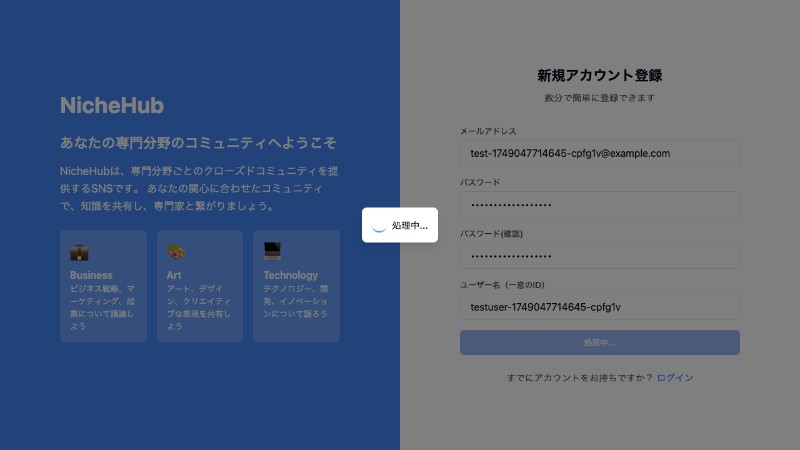 NicheHub
あなたの専門分野のコミュニティへようこそ
NicheHubは、専門分野ごとのクローズドコミュニティを提
供するSNSです。 あなたの関心に合わせたコミュニティ
で、知識を共有し、専門家と繋がりましょう。
Business
ビジネス戦略、マ
ーケティング、起
業について議論し
よう
Art
アート、デザイ
ン、クリエイティ
ブな表現を共有し
よう
Technology
テクノロジー、開
発、イノベーショ
ンについて語ろう
処理中...
新規アカウント登録
数分で簡単に登録できます
メールアドレス
test-1749047714645-cpfg1v@example.com
パスワード
••••••••••••••••••
パスワード(確認)
••••••••••••••••••
ユーザー名（一意のID）
testuser-1749047714645-cpfg1v
処理中...
すでにアカウントをお持ちですか？ ログイン